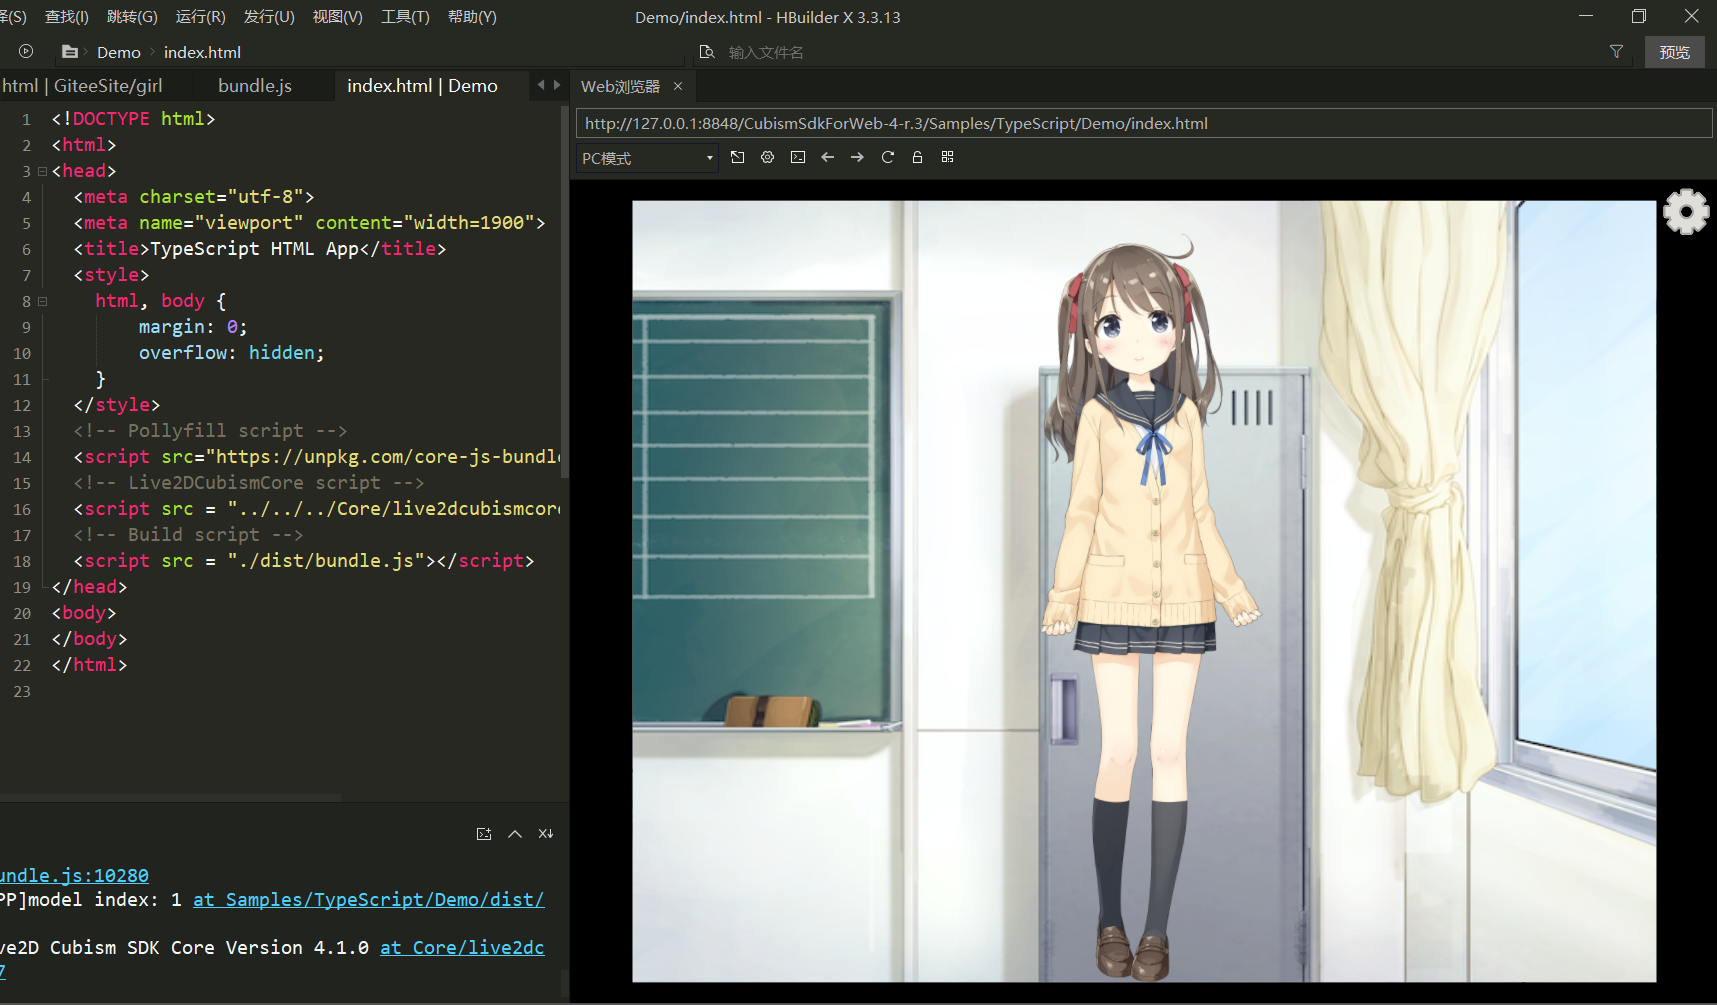 择(S) 查找(I) 跳转(G) 运行(R) 发行(U) 视图(V) 工具(T) 帮助(Y) Demo/index.html - HBuilder X 3.3.13
Demo index.html 输入文件名 预览
html | GiteeSite/girl bundle.js index.html | Demo Web浏览器
http://127.0.0.1:8848/CubismSdkForWeb-4-r.3/Samples/TypeScript/Demo/index.html
PC模式
1 <!DOCTYPE html>
2 <html>
3 <head>
4 <meta charset="utf-8">
5 <meta name="viewport" content="width=1900">
6 <title>TypeScript HTML App</title>
7 <style>
8 html, body {
9 margin: 0;
10 overflow: hidden;
11 }
12 </style>
13 <!-- Pollyfill script -->
14 <script src="https://unpkg.com/core-js-bundle
15 <!-- Live2DCubismCore script -->
16 <script src = "../../../Core/live2dcubismcore
17 <!-- Build script -->
18 <script src = "./dist/bundle.js"></script>
19 </head>
20 <body>
21 </body>
22 </html>
23
undle.js:10280
PP]model index: 1 at Samples/TypeScript/Demo/dist/
ve2D Cubism SDK Core Version 4.1.0 at Core/live2dc
7